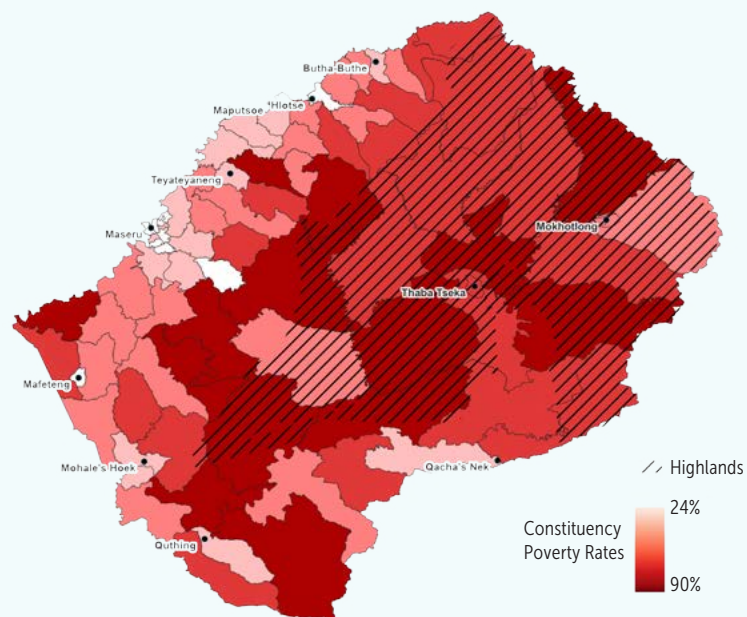 Butha-Buthe
Maputsoe
Hlotse
Teyateyaneng
Maseru
Mokhotlong
Thaba Tseka
Mafeteng
Mohale's Hoek
Qacha's Nek
Quthing
Highlands
24%
Constituency
Poverty Rates
90%